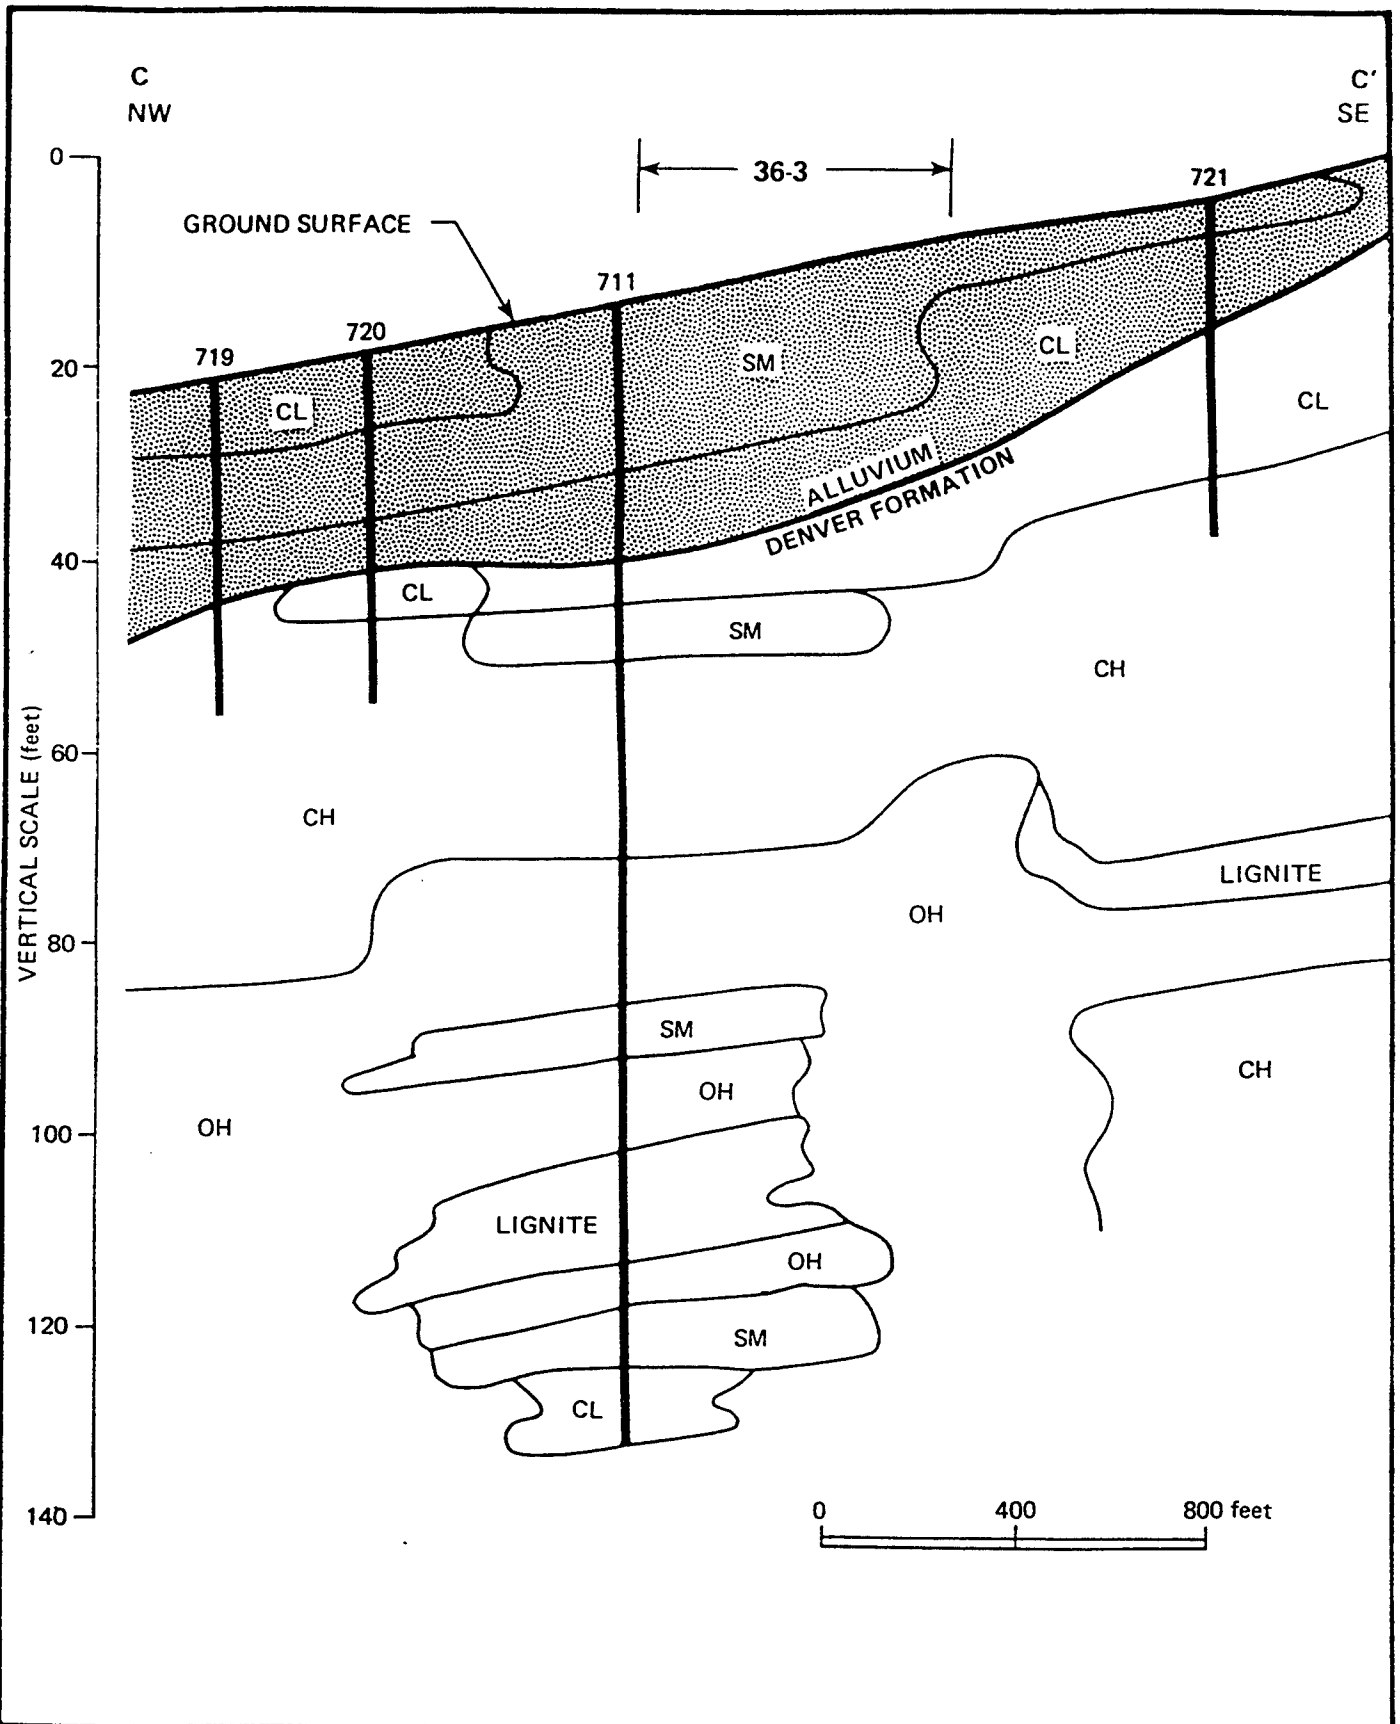 C
NW
C'
SE
0
36-3
721
GROUND SURFACE
711
720
719
20
SM
CL
CL
CL
ALLUVIUM
DENVER FORMATION
40
CL
SM
CH
VERTICAL SCALE (feet)
60
CH
LIGNITE
OH
80
SM
CH
OH
OH
100
LIGNITE
OH
120
SM
CL
140
0
400
800 feet